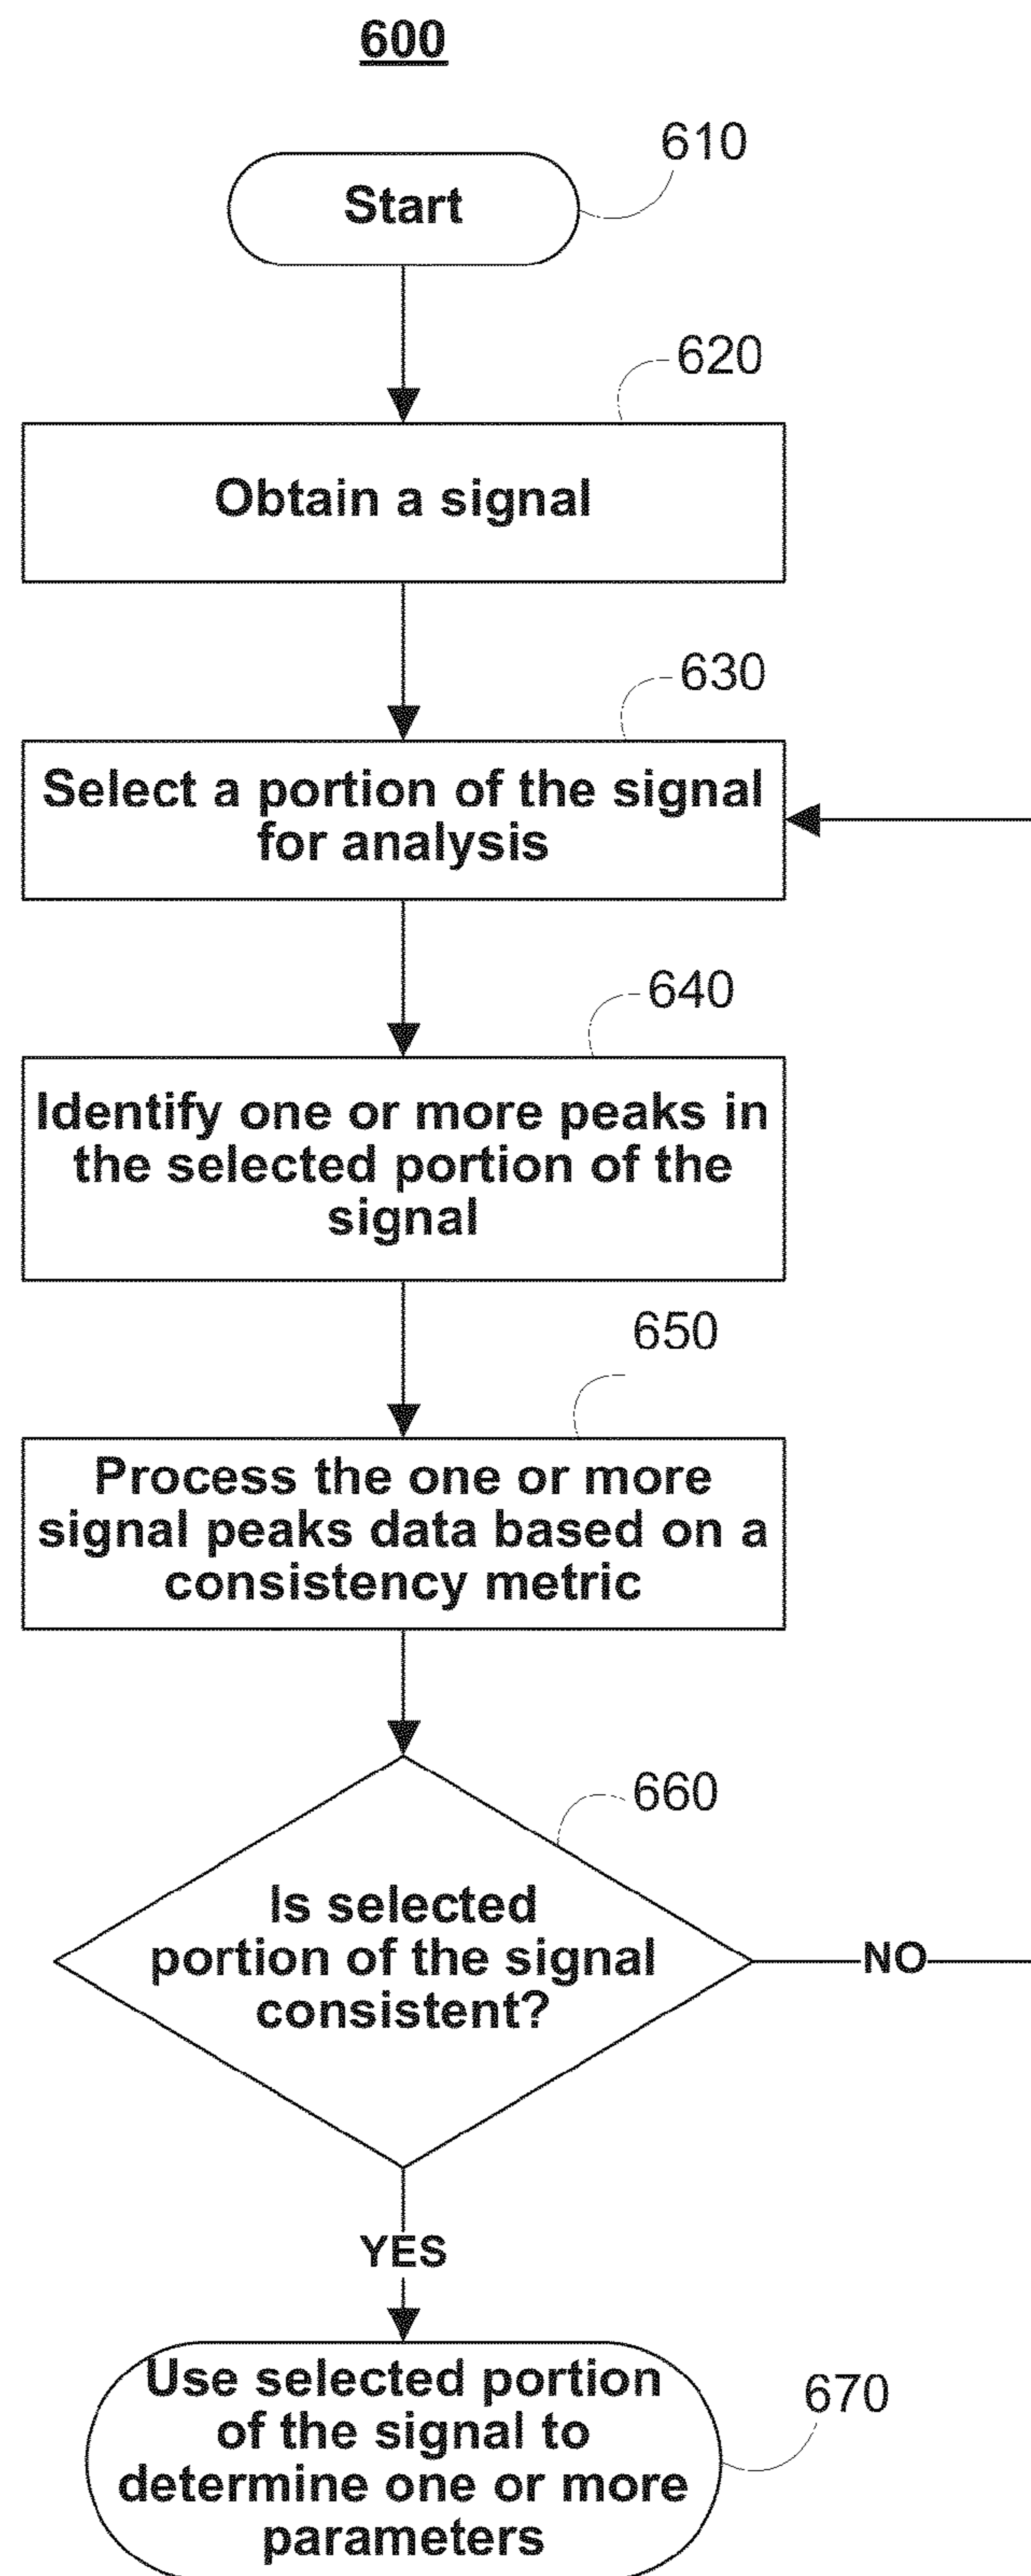 600
610
Start
620
Obtain a signal
630
Select a portion of the signal
for analysis
640
Identify one or more peaks in
the selected portion of the
signal
650
Process the one or more
signal peaks data based on a
consistency metric
660
Is selected
portion of the signal
consistent?
NO
YES
670
Use selected portion
of the signal to
determine one or more
parameters